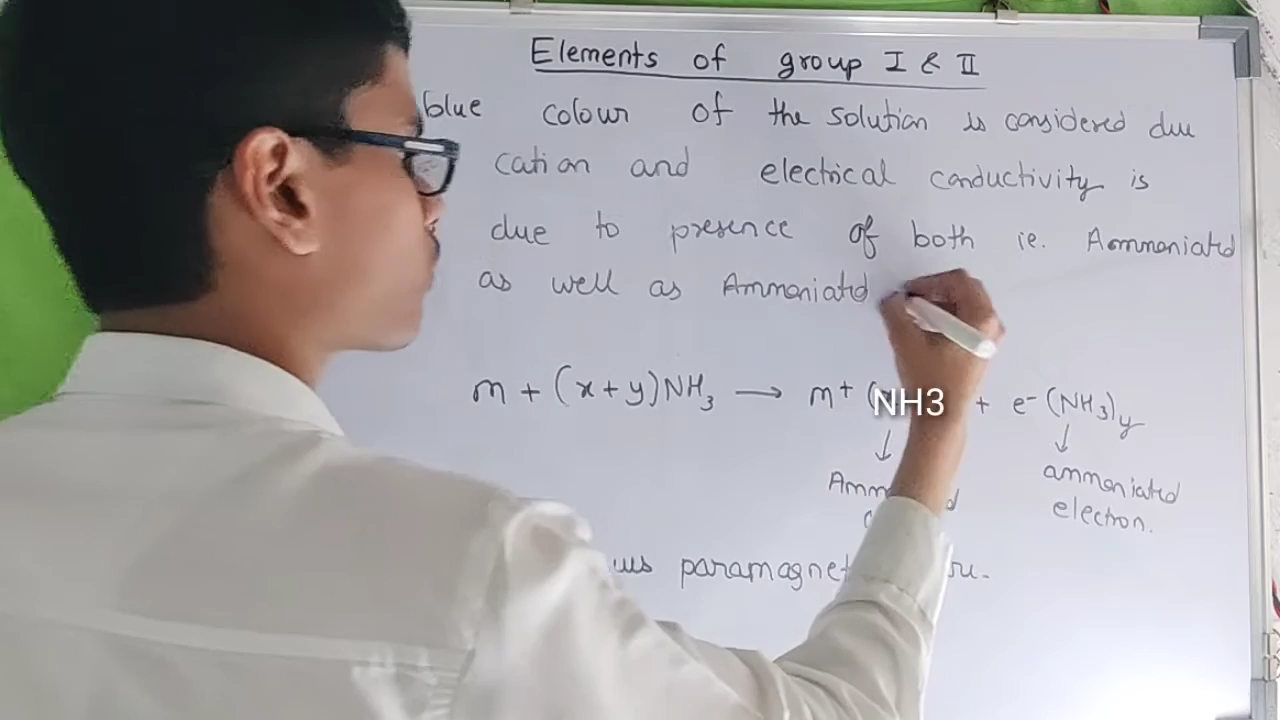 Elements of group I & II
blue colour of the solution is considered due
cation and electrical conductivity is
due to presence of both ie. Ammoniated
as well as Ammoniated
m + (x+y)NH₃ → m+ ( NH3 + e⁻ (NH₃)y
↓ ↓
ammoniated
electron.
paramagnet